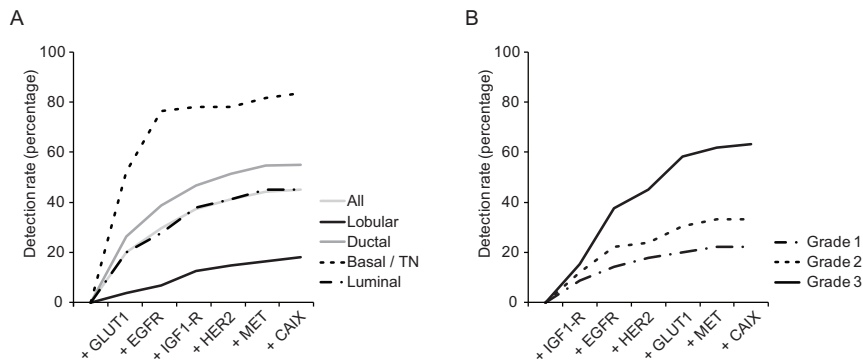 A
Detection rate (percentage)
100
80
60
40
20
0
+ GLUT1
+ EGFR
+ IGF1-R
+ HER2
+ MET
+ CAIX
All
Lobular
Ductal
Basal / TN
Luminal
B
Detection rate (percentage)
100
80
60
40
20
0
+ IGF1-R
+ EGFR
+ HER2
+ GLUT1
+ MET
+ CAIX
Grade 1
Grade 2
Grade 3